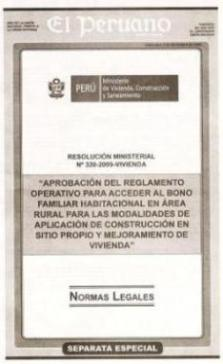 El Peruano
PERÚ
Ministerio
de Vivienda, Construcción
y Saneamiento
RESOLUCIÓN MINISTERIAL
Nº 330-2009-VIVIENDA
"APROBACIÓN DEL REGLAMENTO
OPERATIVO PARA ACCEDER AL BONO
FAMILIAR HABITACIONAL EN ÁREA
RURAL PARA LAS MODALIDADES DE
APLICACIÓN DE CONSTRUCCIÓN EN
SITIO PROPIO Y MEJORAMIENTO DE
VIVIENDA"
NORMAS LEGALES
SEPARATA ESPECIAL